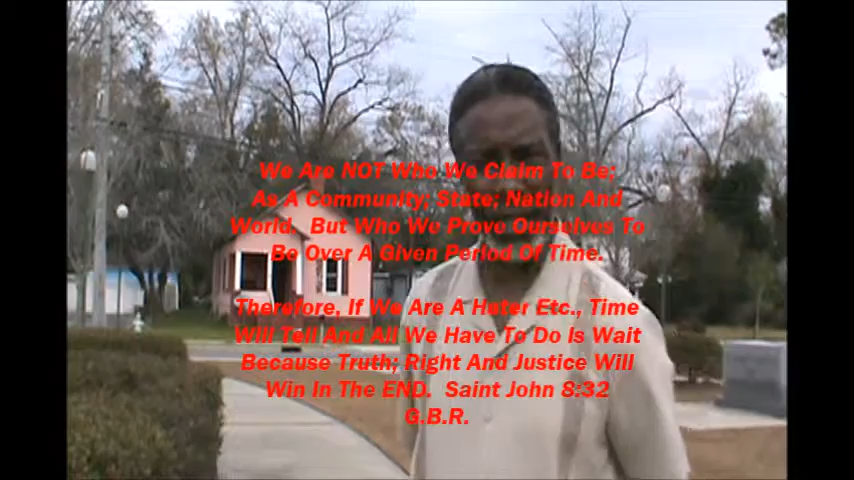 We Are NOT Who We Claim To Be;
As A Community; State; Nation And
World.  But Who We Prove Ourselves To
Be Over A Given Period Of Time.
Therefore, If We Are A Hater Etc., Time
Will Tell And All We Have To Do Is Wait
Because Truth; Right And Justice Will
Win In The END.  Saint John 8:32
G.B.R.